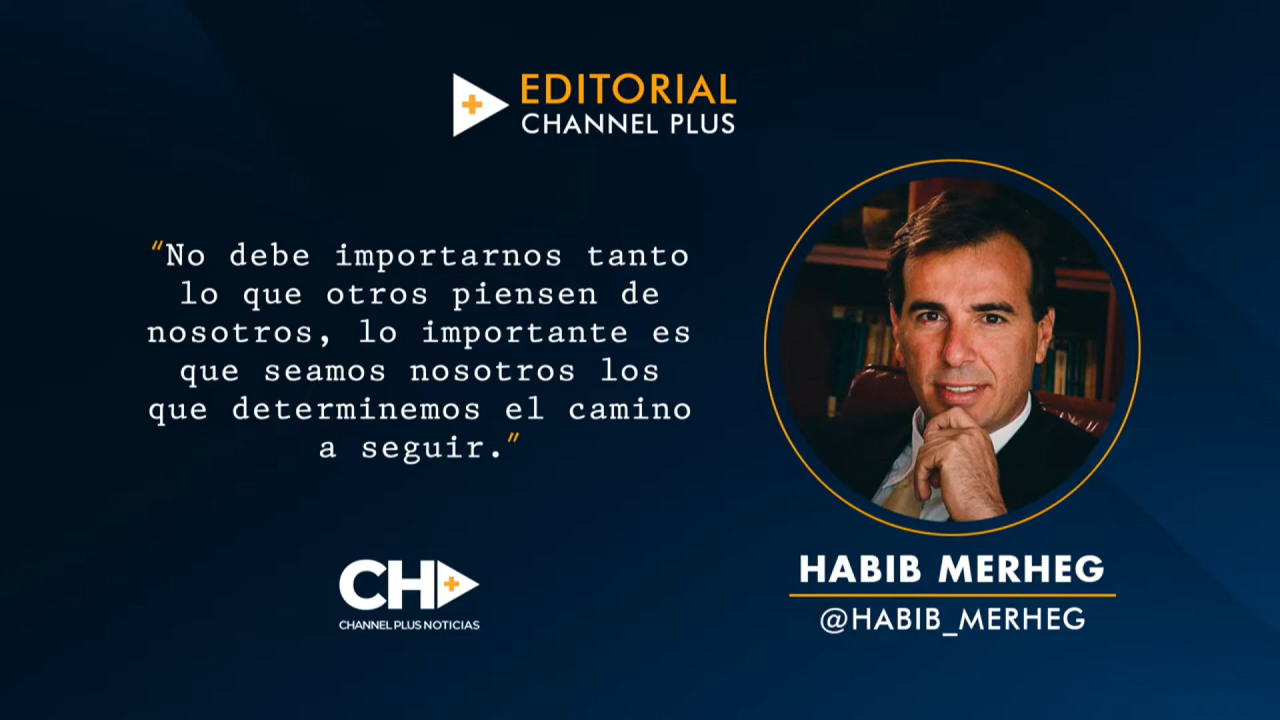 EDITORIAL
CHANNEL PLUS
“No debe importarnos tanto
lo que otros piensen de
nosotros, lo importante es
que seamos nosotros los
que determinemos el camino
a seguir.”
CH
CHANNEL PLUS NOTICIAS
HABIB MERHEG
@HABIB_MERHEG